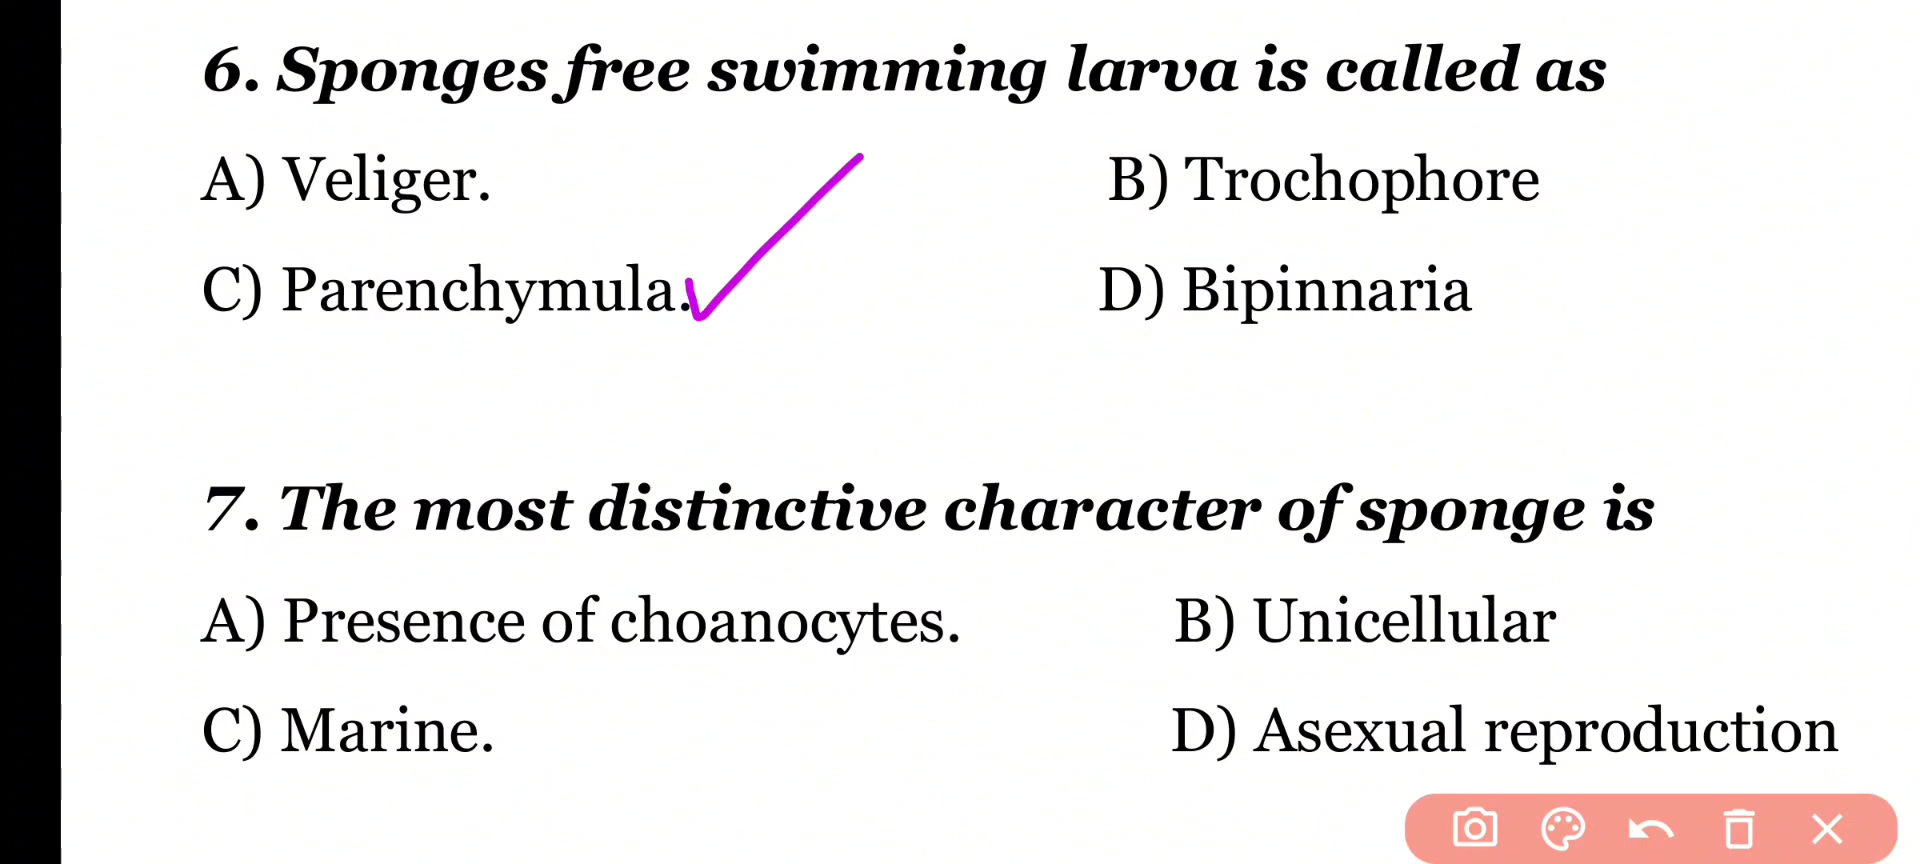 6. Sponges free swimming larva is called as
A) Veliger. B) Trochophore
C) Parenchymula. D) Bipinnaria
7. The most distinctive character of sponge is
A) Presence of choanocytes. B) Unicellular
C) Marine. D) Asexual reproduction